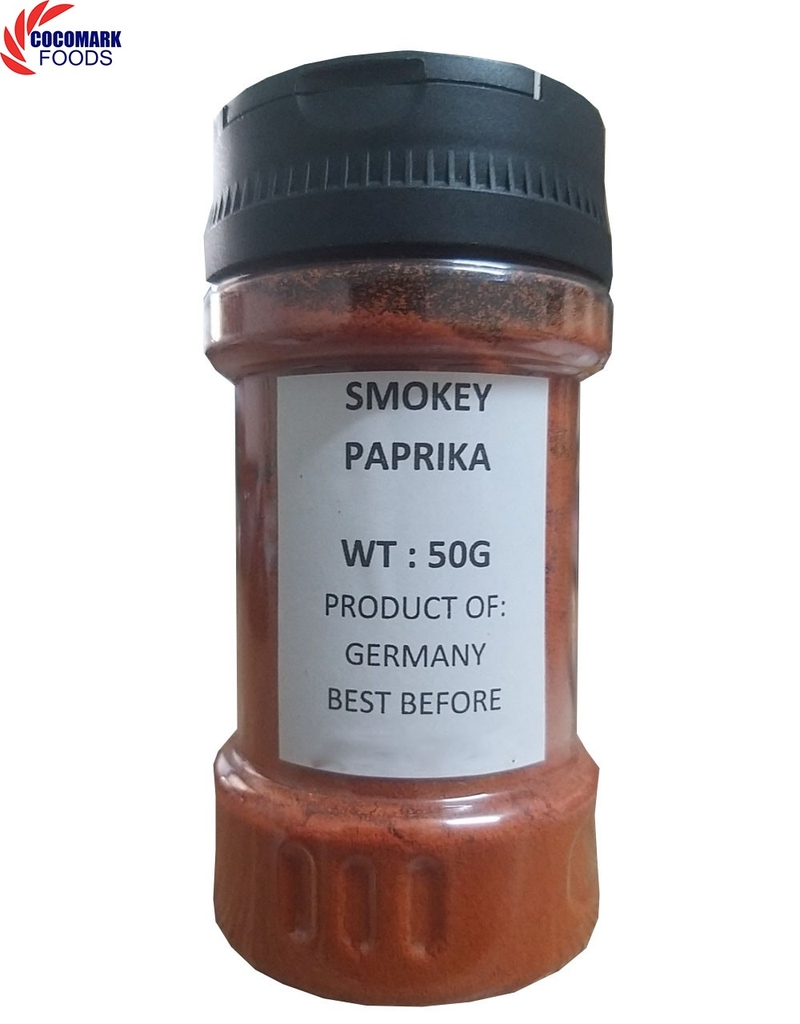 COCOMARK
FOODS
SMOKEY
PAPRIKA
WT : 50G
PRODUCT OF:
GERMANY
BEST BEFORE